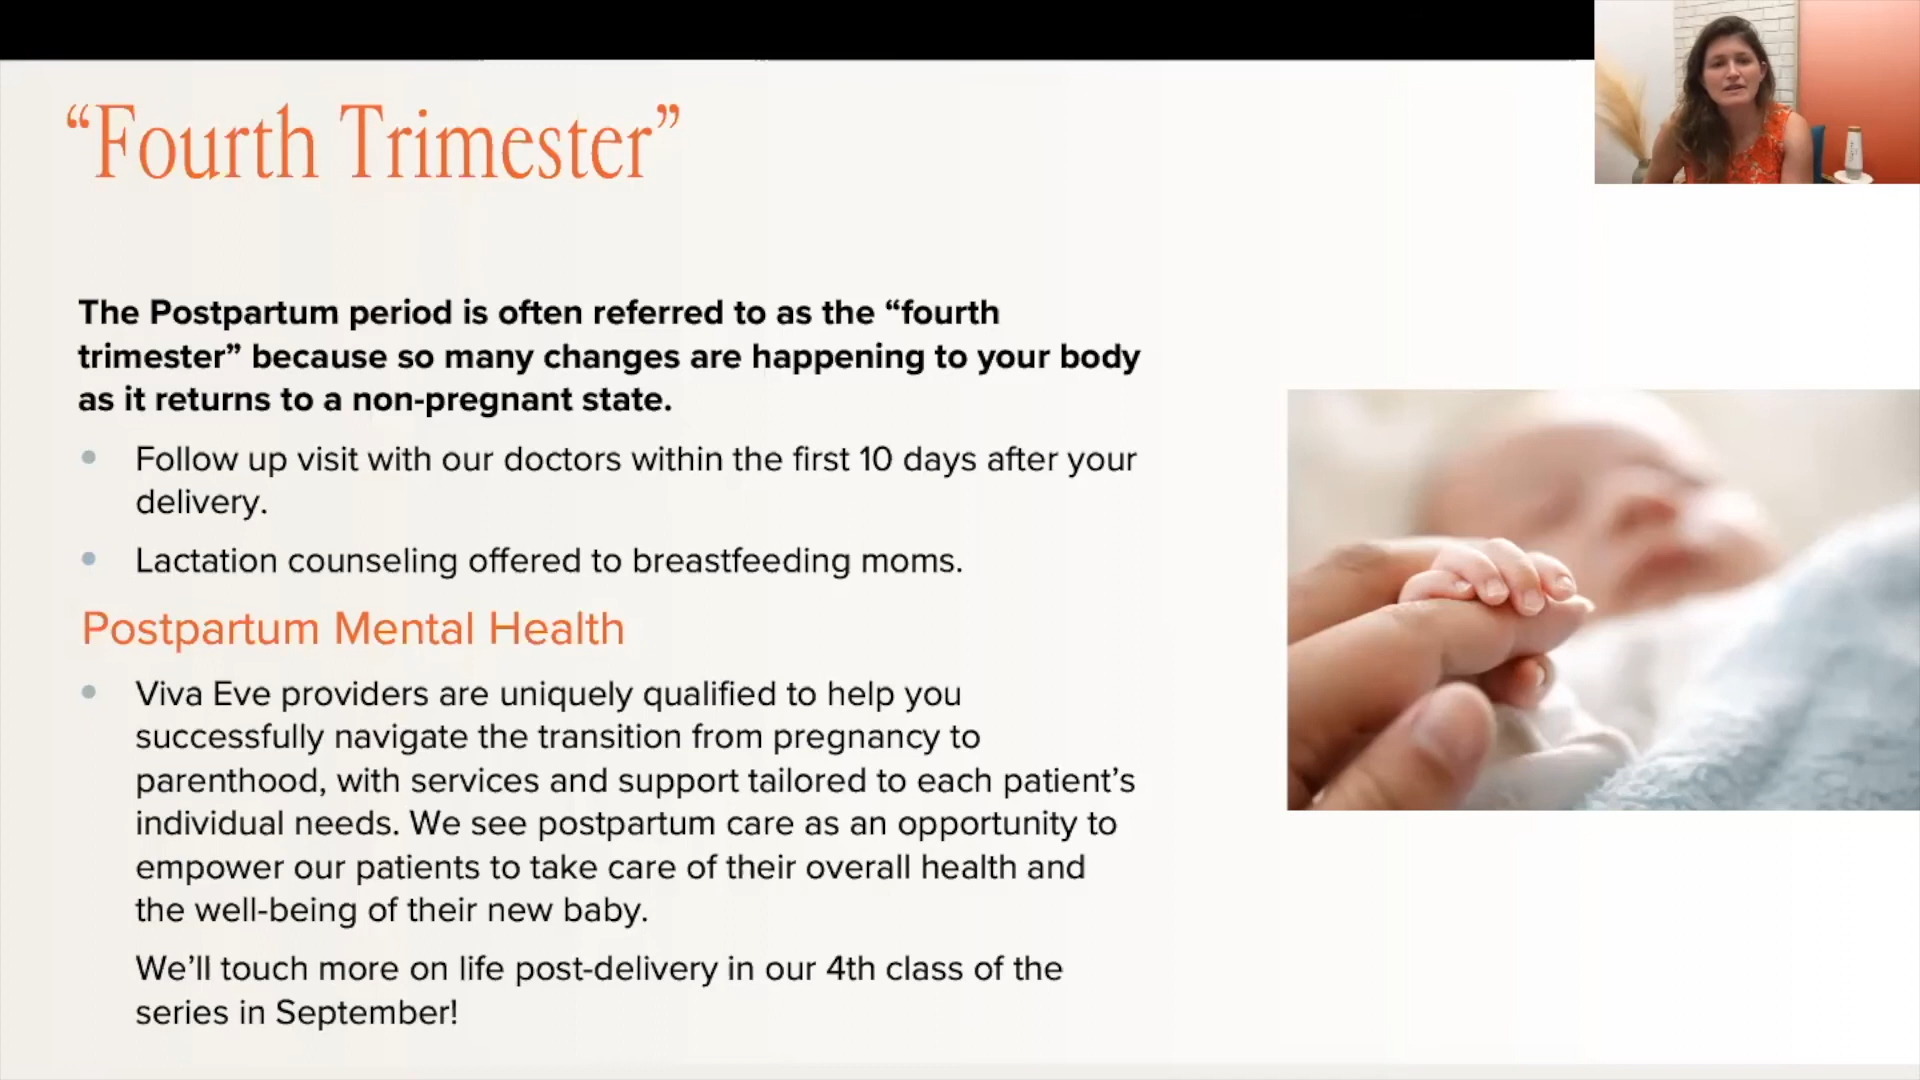 “Fourth Trimester”
The Postpartum period is often referred to as the “fourth
trimester” because so many changes are happening to your body
as it returns to a non-pregnant state.
Follow up visit with our doctors within the first 10 days after your
delivery.
Lactation counseling offered to breastfeeding moms.
Postpartum Mental Health
Viva Eve providers are uniquely qualified to help you
successfully navigate the transition from pregnancy to
parenthood, with services and support tailored to each patient’s
individual needs. We see postpartum care as an opportunity to
empower our patients to take care of their overall health and
the well-being of their new baby.
We’ll touch more on life post-delivery in our 4th class of the
series in September!